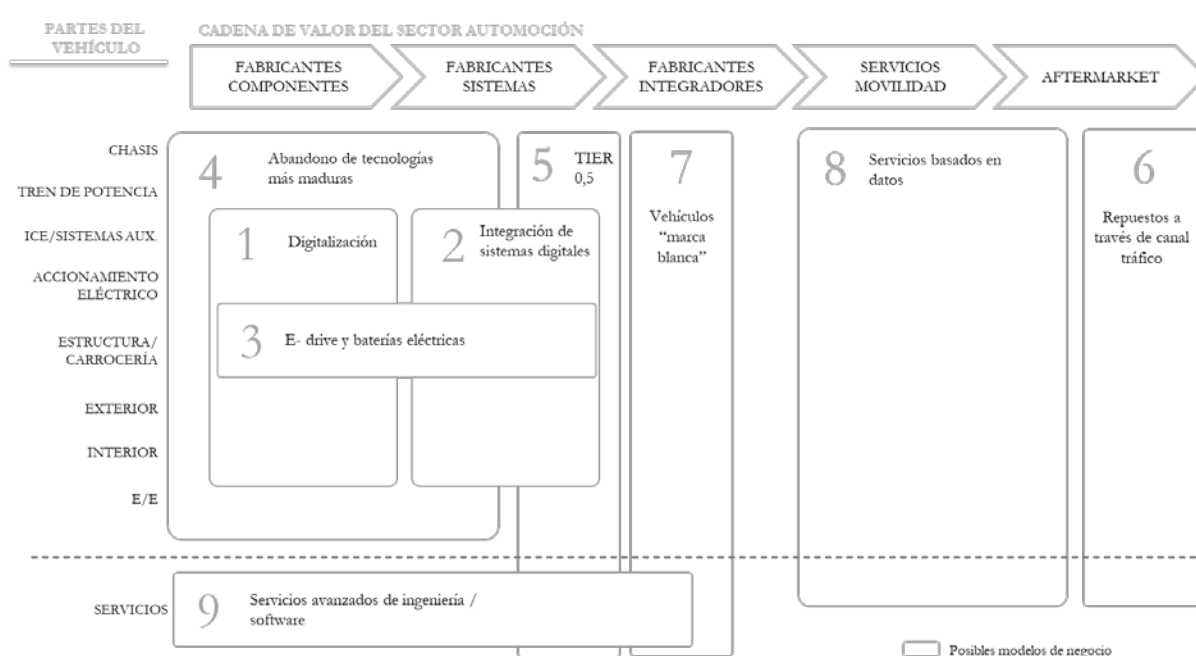 PARTES DEL
VEHÍCULO
CADENA DE VALOR DEL SECTOR AUTOMOCIÓN
FABRICANTES
COMPONENTES
FABRICANTES
SISTEMAS
FABRICANTES
INTEGRADORES
SERVICIOS
MOVILIDAD
AFTERMARKET
CHASIS
TREN DE POTENCIA
ICE/SISTEMAS AUX.
ACCIONAMIENTO
ELÉCTRICO
ESTRUCTURA/
CARROCERÍA
EXTERIOR
INTERIOR
E/E
SERVICIOS
4
Abandono de tecnologías
más maduras
1
Digitalización
2
Integración de
sistemas digitales
3
E- drive y baterías eléctricas
5
TIER
0,5
7
Vehículos
“marca
blanca”
8
Servicios basados en
datos
6
Repuestos a
través de canal
tráfico
9
Servicios avanzados de ingeniería /
software
Posibles modelos de negocio